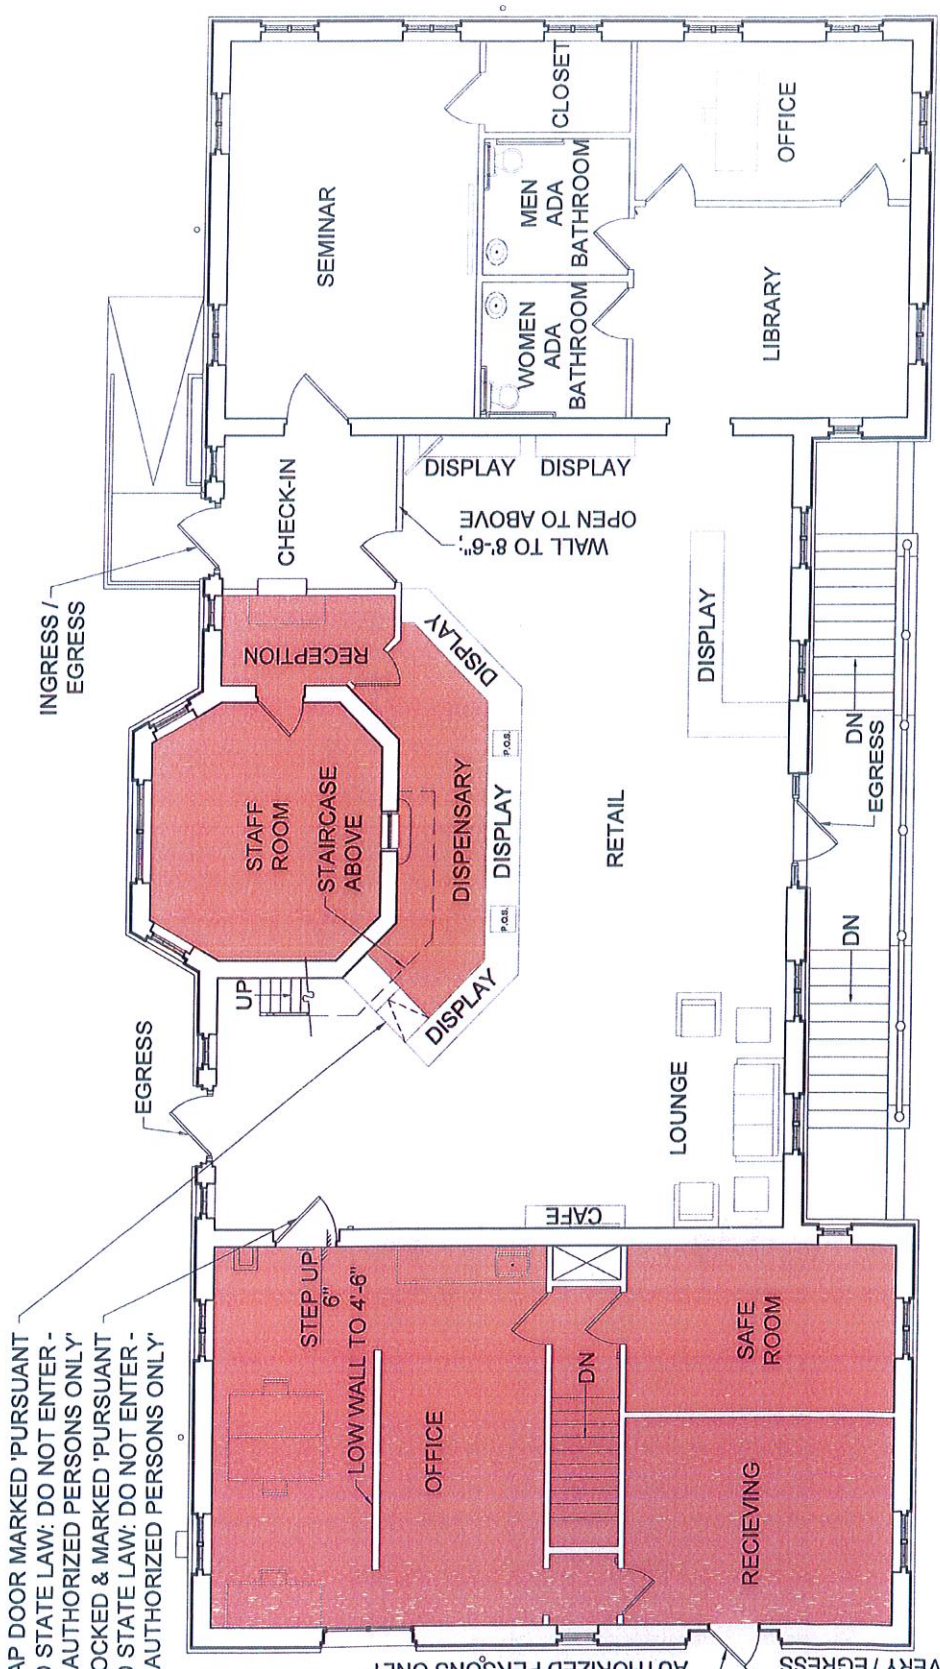 AP DOOR MARKED 'PURSUANT
STATE LAW: DO NOT ENTER -
AUTHORIZED PERSONS ONLY'
OCKED & MARKED 'PURSUANT
STATE LAW: DO NOT ENTER -
AUTHORIZED PERSONS ONLY'
EGRESS
INGRESS /
EGRESS
STEP UP
6"
LOW WALL TO 4'-6"
OFFICE
DN
RECIEVING
SAFE
ROOM
AUTHORIZED PERSONS ONLY'
VERY / EGRESS
UP
STAFF
ROOM
STAIRCASE
ABOVE
RECEPTION
DISPENSARY
DISPLAY
DISPLAY
DISPLAY
P.O.S.
P.O.S.
CHECK-IN
WALL TO 8'-6";
OPEN TO ABOVE
DISPLAY
DISPLAY
RETAIL
DISPLAY
LOUNGE
CAFE
DN
DN
EGRESS
SEMINAR
CLOSET
WOMEN
ADA
BATHROOM
MEN
ADA
BATHROOM
LIBRARY
OFFICE